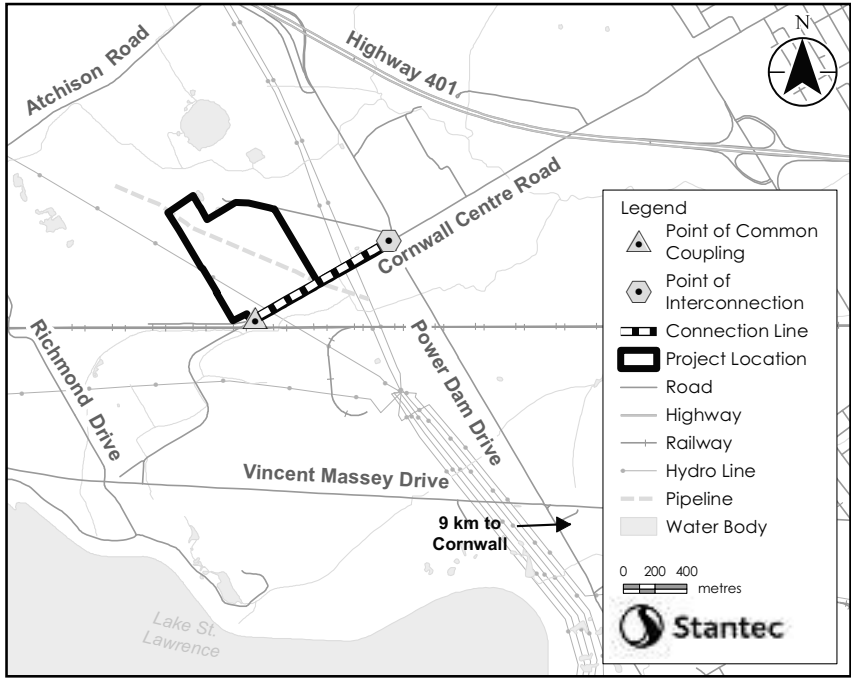 Atchison Road
Highway 401
N
Cornwall Centre Road
Richmond Drive
Power Dam Drive
Vincent Massey Drive
9 km to
Cornwall
Lake St.
Lawrence
Legend
Point of Common
Coupling
Point of
Interconnection
Connection Line
Project Location
Road
Highway
Railway
Hydro Line
Pipeline
Water Body
0 200 400
metres
Stantec